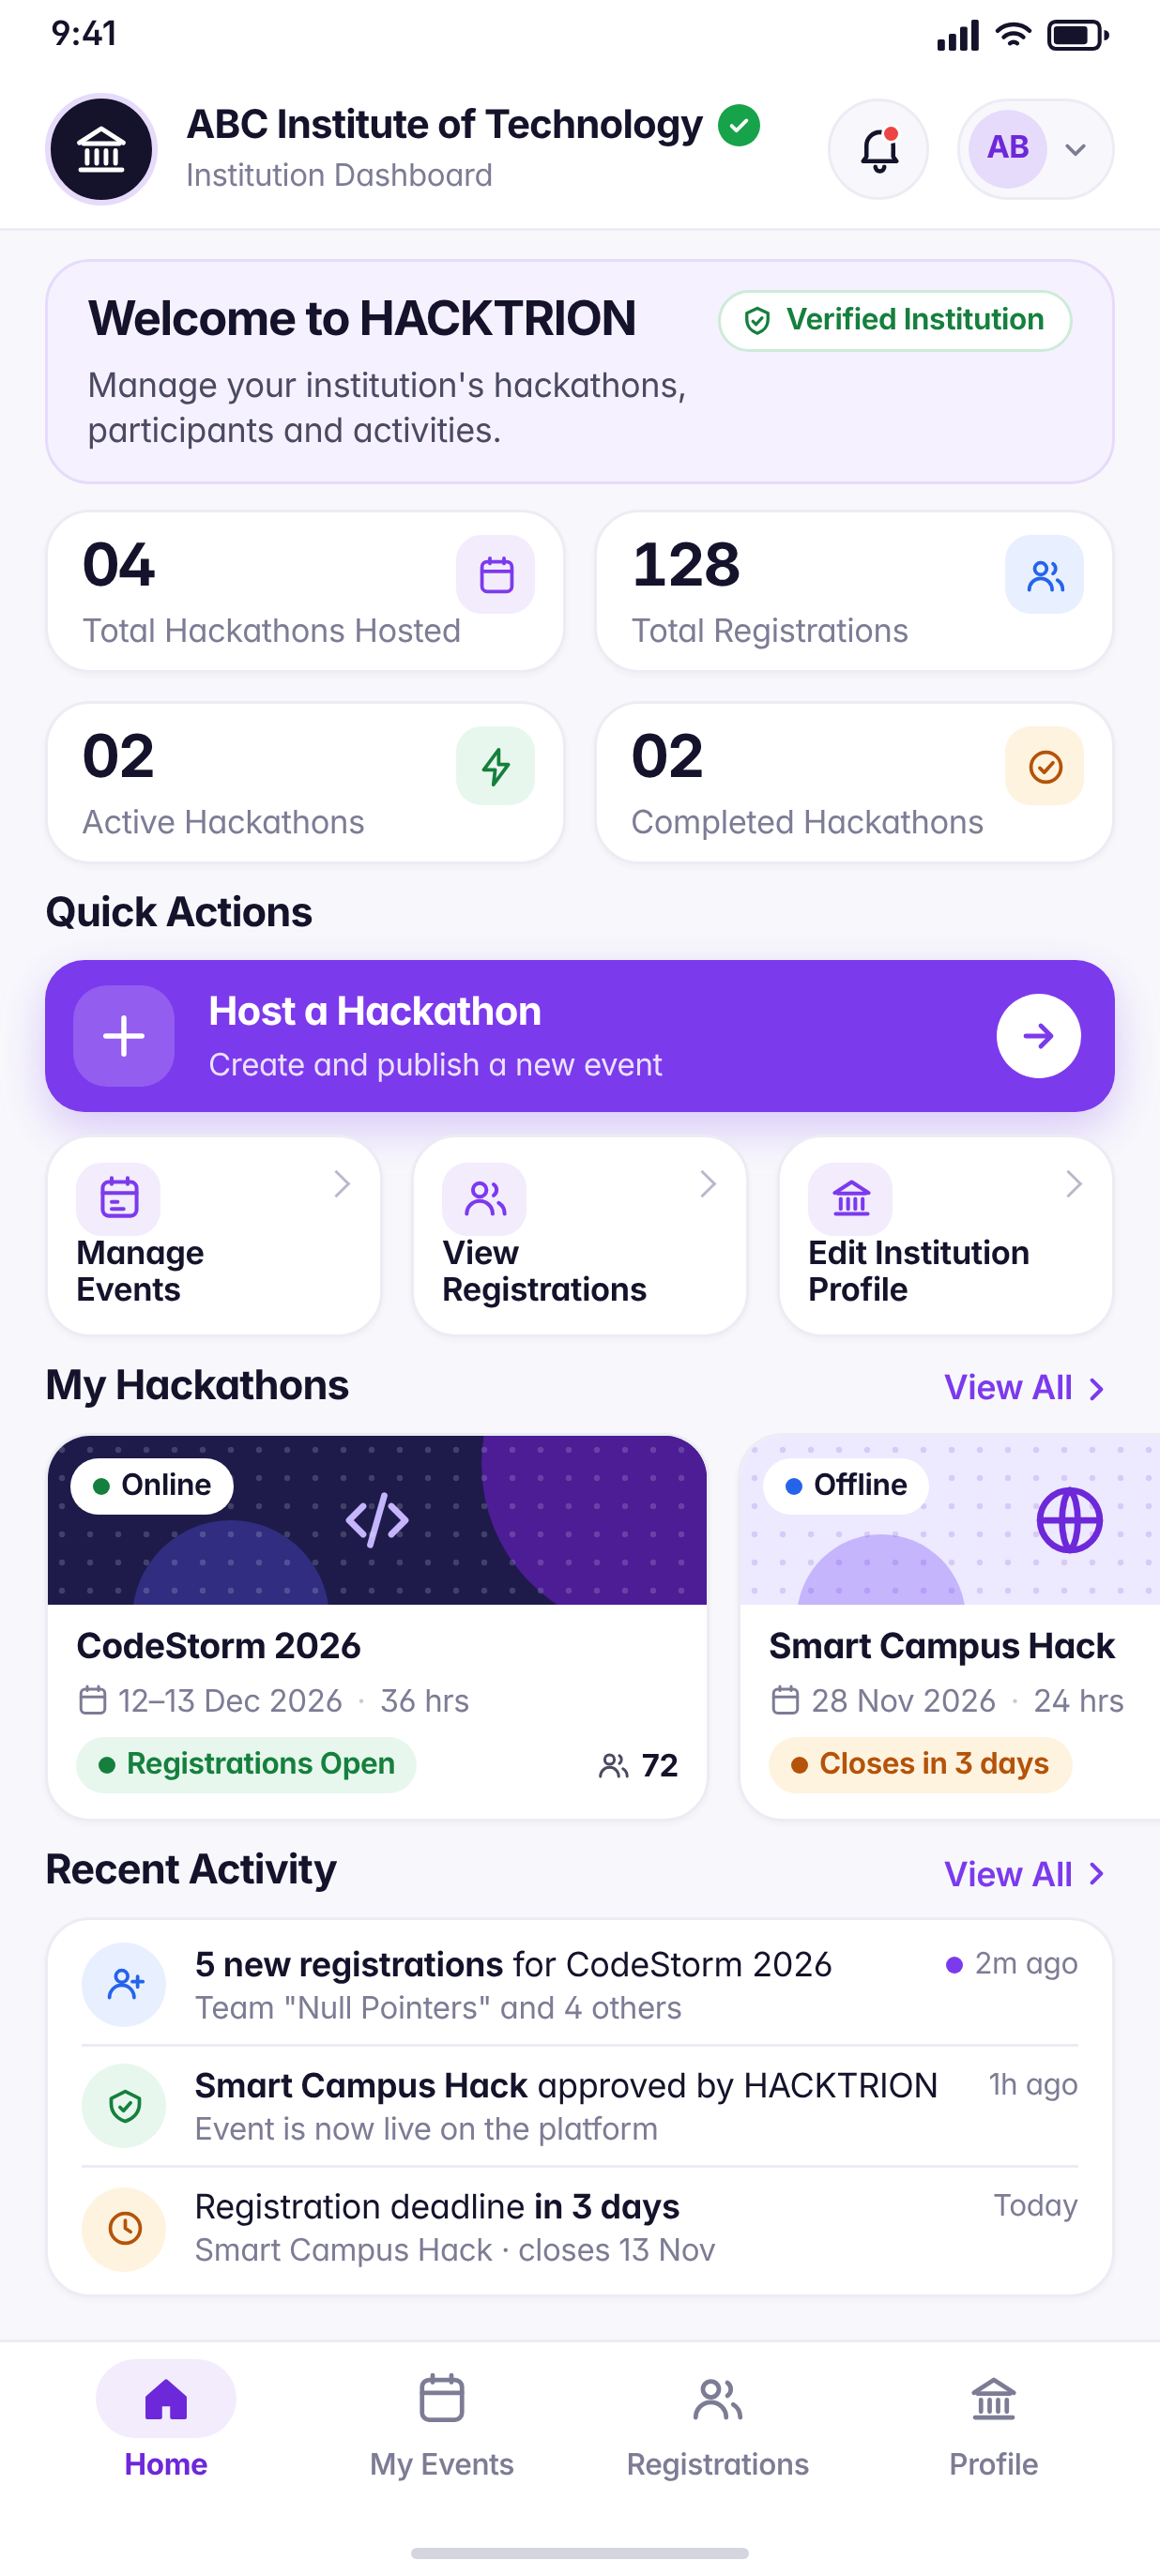 9:41
ABC Institute of Technology
Institution Dashboard
AB
Welcome to HACKTRION
Verified Institution
Manage your institution's hackathons,
participants and activities.
04
Total Hackathons Hosted
128
Total Registrations
02
Active Hackathons
02
Completed Hackathons
Quick Actions
Host a Hackathon
Create and publish a new event
Manage
Events
View
Registrations
Edit Institution
Profile
My Hackathons
View All
Online
CodeStorm 2026
12–13 Dec 2026 · 36 hrs
Registrations Open
72
Offline
Smart Campus Hack
28 Nov 2026 · 24 hrs
Closes in 3 days
Recent Activity
View All
5 new registrations for CodeStorm 2026
2m ago
Team "Null Pointers" and 4 others
Smart Campus Hack approved by HACKTRION
1h ago
Event is now live on the platform
Registration deadline in 3 days
Today
Smart Campus Hack · closes 13 Nov
Home
My Events
Registrations
Profile